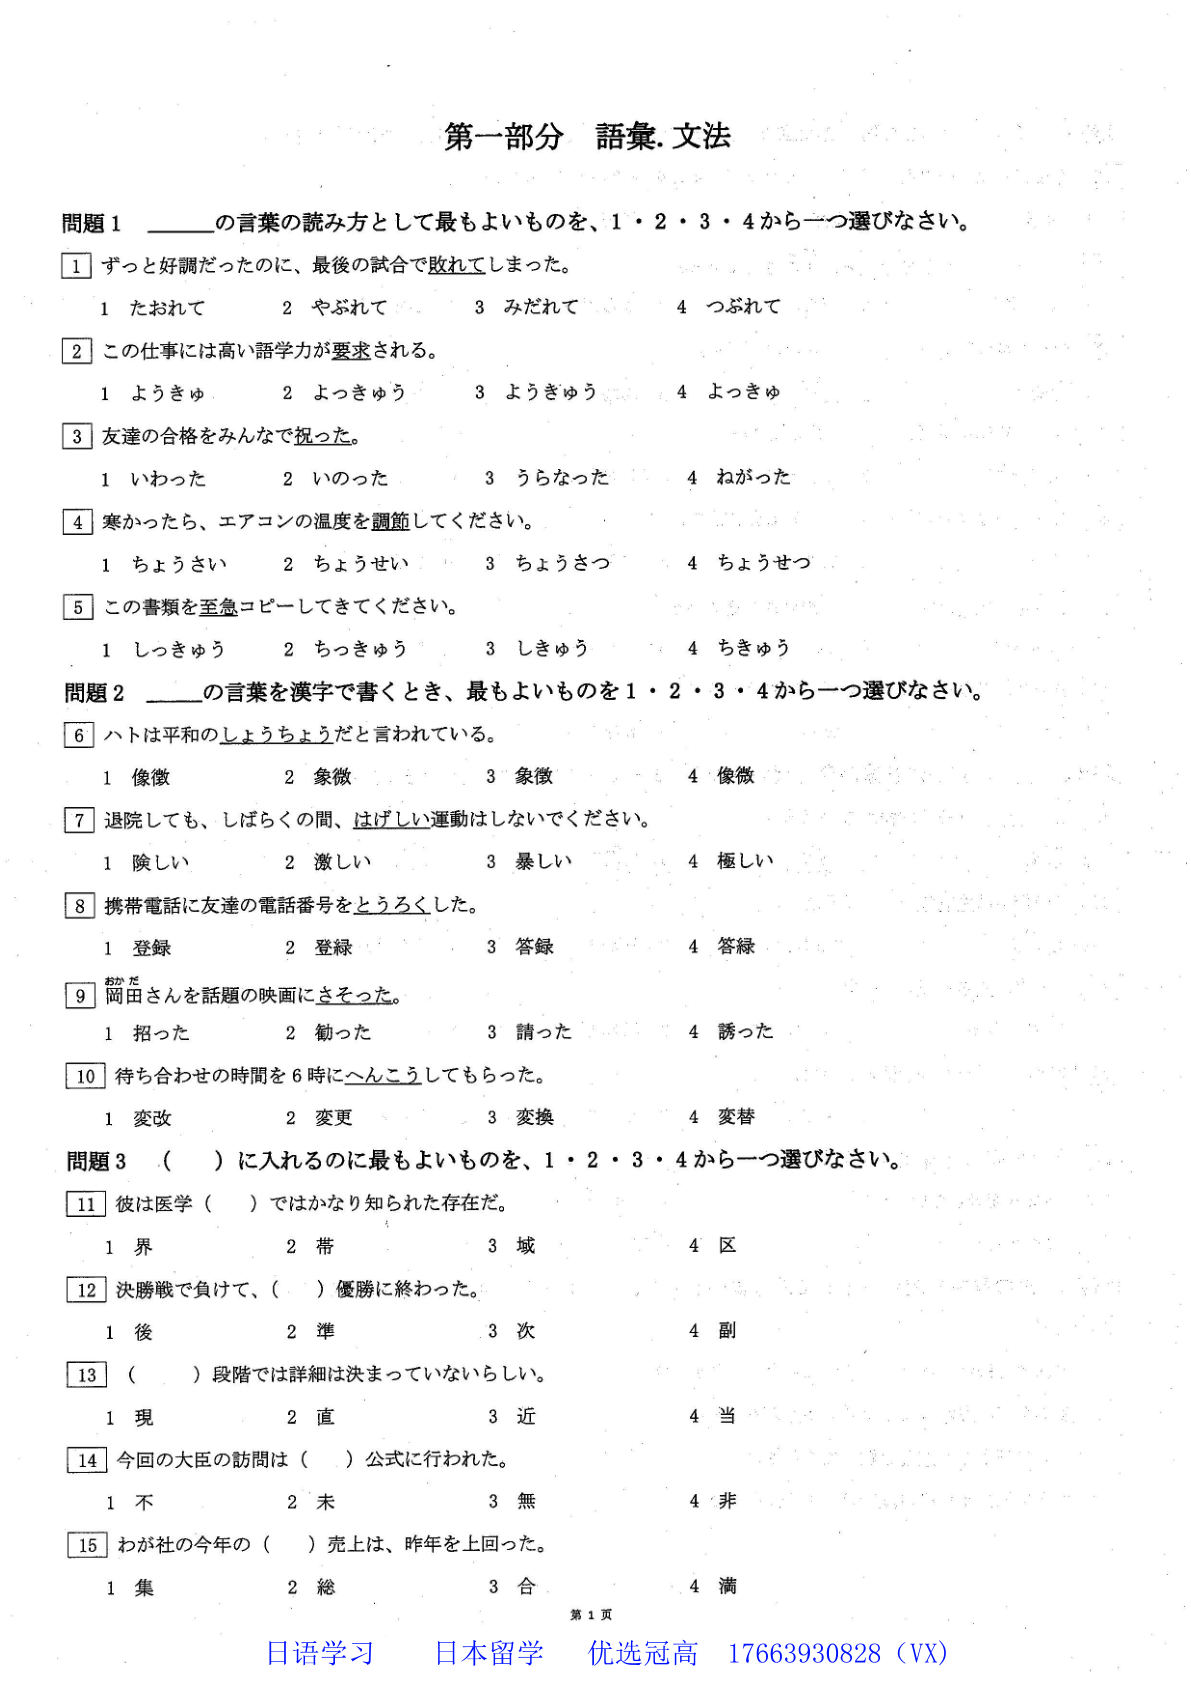 第一部分　語彙．文法
問題１　＿＿＿の言葉の読み方として最もよいものを、１・２・３・４から一つ選びなさい。
1 ずっと好調だったのに、最後の試合で敗れてしまった。
1　たおれて　2　やぶれて　3　みだれて　4　つぶれて
2 この仕事には高い語学力が要求される。
1　ようきゅ　2　よっきゅう　3　ようきゅう　4　よっきゅ
3 友達の合格をみんなで祝った。
1　いわった　2　いのった　3　うらなった　4　ねがった
4 寒かったら、エアコンの温度を調節してください。
1　ちょうさい　2　ちょうせい　3　ちょうさつ　4　ちょうせつ
5 この書類を至急コピーしてきてください。
1　しっきゅう　2　ちっきゅう　3　しきゅう　4　ちきゅう
問題２　＿＿＿の言葉を漢字で書くとき、最もよいものを１・２・３・４から一つ選びなさい。
6 ハトは平和のしょうちょうだと言われている。
1　像徴　2　象微　3　象徴　4　像微
7 退院しても、しばらくの間、はげしい運動はしないでください。
1　険しい　2　激しい　3　暴しい　4　極しい
8 携帯電話に友達の電話番号をとうろくした。
1　登録　2　登緑　3　答録　4　答緑
おか だ
9 岡田さんを話題の映画にさそった。
1　招った　2　勧った　3　請った　4　誘った
10 待ち合わせの時間を６時にへんこうしてもらった。
1　変改　2　変更　3　変換　4　変替
問題３　（　　）に入れるのに最もよいものを、１・２・３・４から一つ選びなさい。
11 彼は医学（　　）ではかなり知られた存在だ。
1　界　2　帯　3　域　4　区
12 決勝戦で負けて、（　　）優勝に終わった。
1　後　2　準　3　次　4　副
13 （　　　）段階では詳細は決まっていないらしい。
1　現　2　直　3　近　4　当
14 今回の大臣の訪問は（　　）公式に行われた。
1　不　2　未　3　無　4　非
15 わが社の今年の（　　）売上は、昨年を上回った。
1　集　2　総　3　合　4　満
第 1 页
日语学习　日本留学　优选冠高　17663930828（VX）